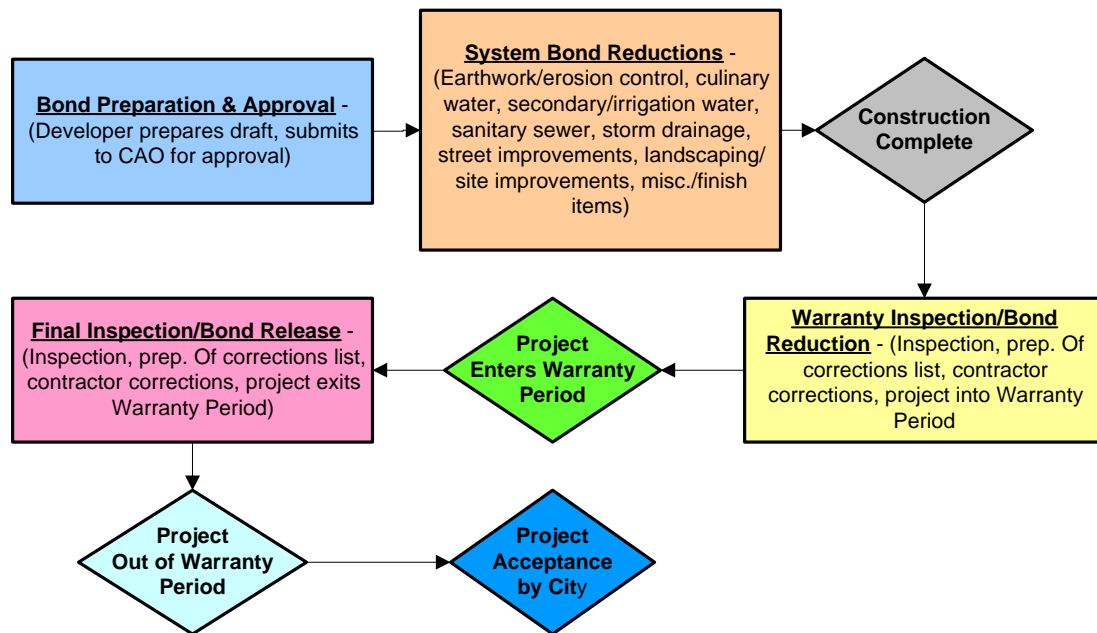 Bond Preparation & Approval -
(Developer prepares draft, submits
to CAO for approval)
System Bond Reductions -
(Earthwork/erosion control, culinary
water, secondary/irrigation water,
sanitary sewer, storm drainage,
street improvements, landscaping/
site improvements, misc./finish
items)
Construction
Complete
Final Inspection/Bond Release -
(Inspection, prep. Of corrections list,
contractor corrections, project exits
Warranty Period)
Project
Enters Warranty
Period
Warranty Inspection/Bond
Reduction - (Inspection, prep. Of
corrections list, contractor
corrections, project into Warranty
Period
Project
Out of Warranty
Period
Project
Acceptance
by City